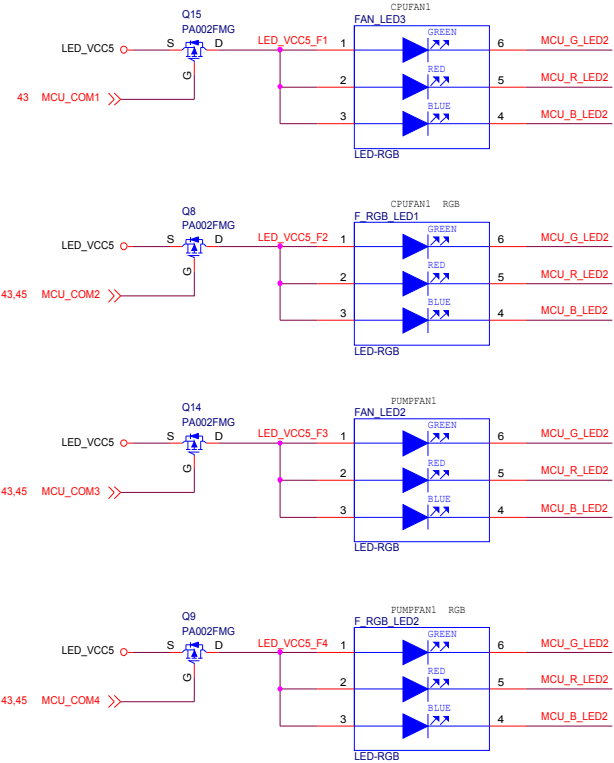 CPUFAN1
Q15
FAN_LED3
PA002FMG
GREEN
LED_VCC5 S D LED_VCC5_F1 1 6 MCU_G_LED2
G
RED
2 5 MCU_R_LED2
43 MCU_COM1
BLUE
3 4 MCU_B_LED2
LED-RGB
CPUFAN1 RGB
Q8
F_RGB_LED1
PA002FMG
GREEN
LED_VCC5 S D LED_VCC5_F2 1 6 MCU_G_LED2
G
RED
2 5 MCU_R_LED2
43,45 MCU_COM2
BLUE
3 4 MCU_B_LED2
LED-RGB
PUMPFAN1
Q14
FAN_LED2
PA002FMG
GREEN
LED_VCC5 S D LED_VCC5_F3 1 6 MCU_G_LED2
G
RED
2 5 MCU_R_LED2
43,45 MCU_COM3
BLUE
3 4 MCU_B_LED2
LED-RGB
PUMPFAN1 RGB
Q9
F_RGB_LED2
PA002FMG
GREEN
LED_VCC5 S D LED_VCC5_F4 1 6 MCU_G_LED2
G
RED
2 5 MCU_R_LED2
43,45 MCU_COM4
BLUE
3 4 MCU_B_LED2
LED-RGB